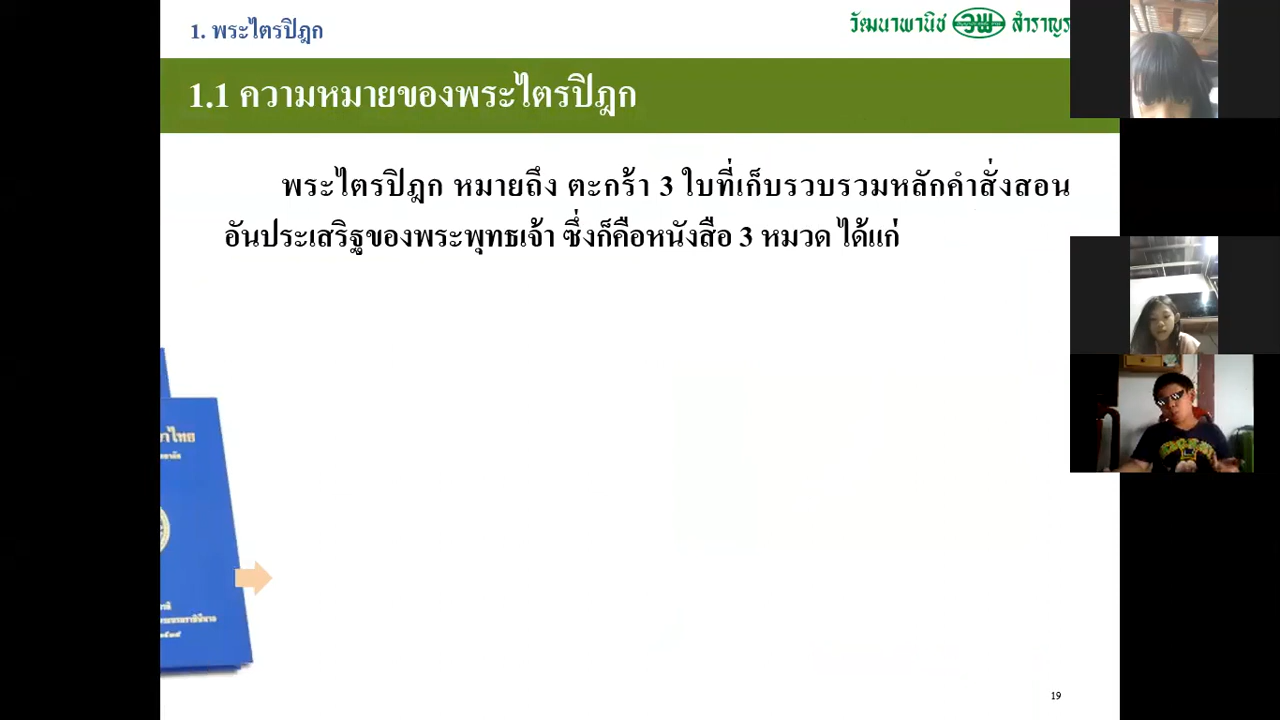 1. พระไตรปิฎก
วัฒนาพานิช วพ สำราญร
1.1 ความหมายของพระไตรปิฎก
พระไตรปิฎก หมายถึง ตะกร้า 3 ใบที่เก็บรวบรวมหลักคำสั่งสอน
อันประเสริฐของพระพุทธเจ้า ซึ่งก็คือหนังสือ 3 หมวด ได้แก่
าไทย
19